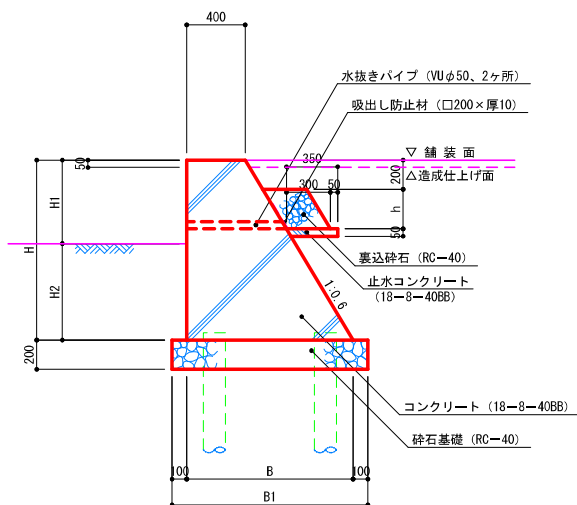 400
水抜きパイプ (VUφ50、2ヶ所)
吸出し防止材 (□200×厚10)
▽ 舗 装 面
△造成仕上げ面
50
350
200
300
50
h
50
H1
H
H2
裏込砕石 (RC-40)
止水コンクリート
(18-8-40BB)
1:0.6
200
コンクリート (18-8-40BB)
砕石基礎 (RC-40)
100
B
100
B1